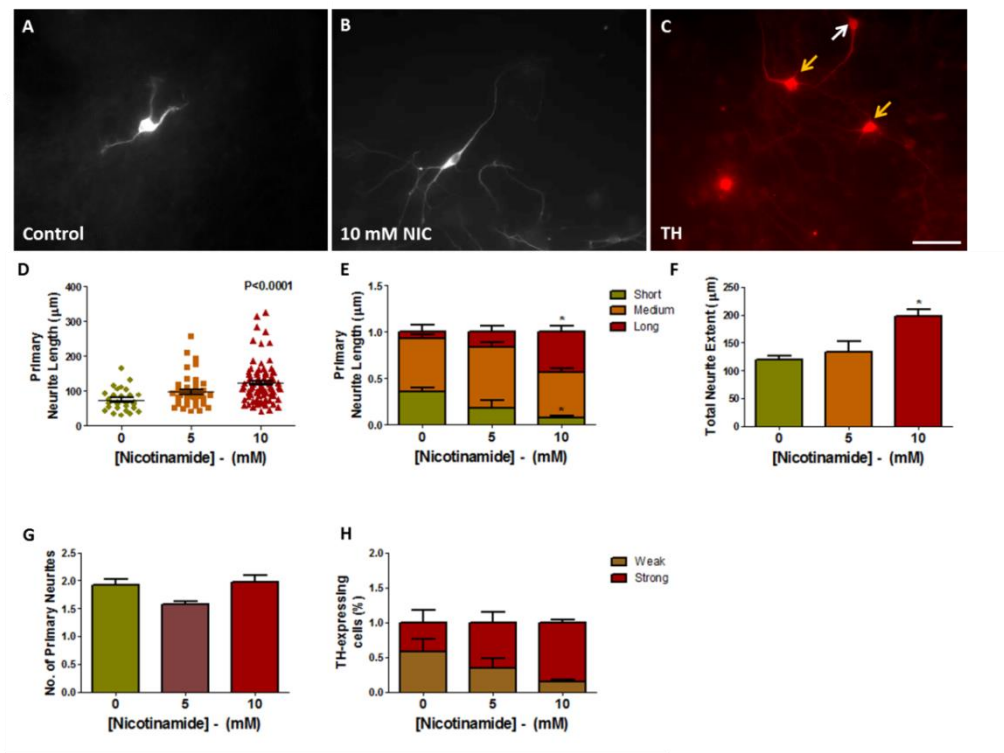 A
B
C
Control
10 mM NIC
TH
D
E
F
P<0.0001
Primary
Neurite Length (μm)
400
300
200
100
0
0 5 10
[Nicotinamide] - (mM)
Primary
Neurite Length (μm)
1.5
1.0
0.5
0.0
*
*
0 5 10
[Nicotinamide] - (mM)
Short
Medium
Long
Total Neurite Extent (μm)
250
200
150
100
50
0
*
0 5 10
[Nicotinamide] - (mM)
G
H
No. of Primary Neurites
2.5
2.0
1.5
1.0
0.5
0.0
0 5 10
[Nicotinamide] - (mM)
TH-expressing
cells (%)
2.0
1.5
1.0
0.5
0.0
0 5 10
[Nicotinamide] - (mM)
Weak
Strong